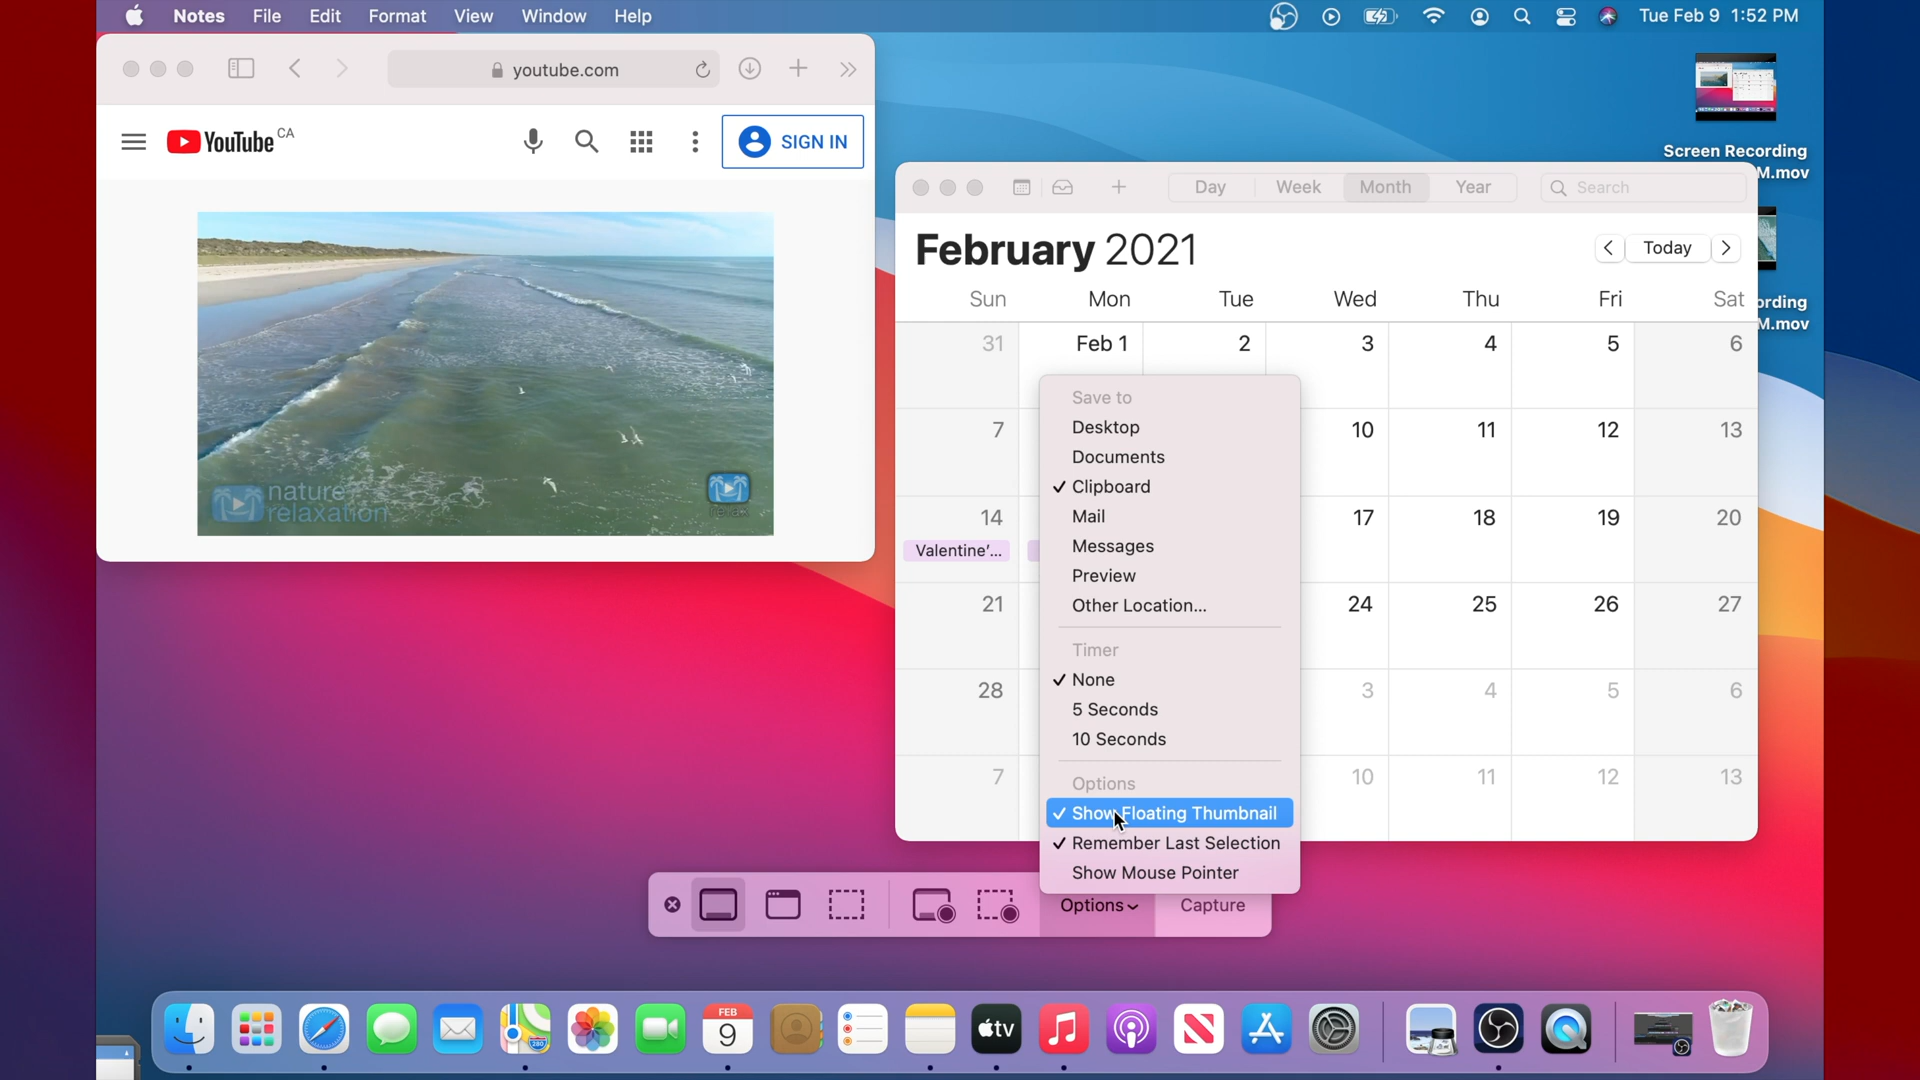 Notes File Edit Format View Window Help
Tue Feb 9 1:52 PM
youtube.com
YouTube CA
SIGN IN
nature
relaxation
relax
Screen Recording
M.mov
ording
M.mov
Day Week Month Year
Search
February 2021
Today
Sun Mon Tue Wed Thu Fri Sat
31 Feb 1 2 3 4 5 6
7 10 11 12 13
14 17 18 19 20
Valentine'...
21 24 25 26 27
28 3 4 5 6
7 10 11 12 13
Save to
Desktop
Documents
Clipboard
Mail
Messages
Preview
Other Location...
Timer
None
5 Seconds
10 Seconds
Options
Show Floating Thumbnail
Remember Last Selection
Show Mouse Pointer
Options
Capture
280
FEB
9
tv